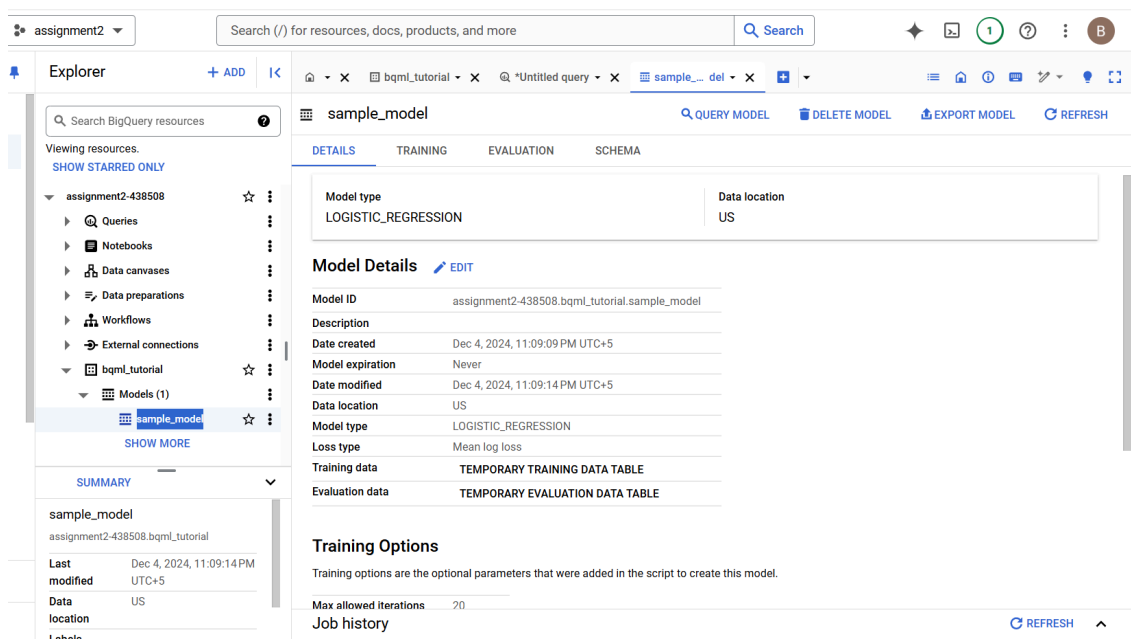 assignment2
Search (/) for resources, docs, products, and more
Search
1
B
Explorer
+ ADD
bqml_tutorial
*Untitled query
sample_... del
Search BigQuery resources
Viewing resources.
SHOW STARRED ONLY
assignment2-438508
Queries
Notebooks
Data canvases
Data preparations
Workflows
External connections
bqml_tutorial
Models (1)
sample_model
SHOW MORE
SUMMARY
sample_model
assignment2-438508.bqml_tutorial
Last modified Dec 4, 2024, 11:09:14 PM UTC+5
Data location US
Labels
sample_model
QUERY MODEL
DELETE MODEL
EXPORT MODEL
REFRESH
DETAILS TRAINING EVALUATION SCHEMA
Model type Data location
LOGISTIC_REGRESSION US
Model Details EDIT
Model ID assignment2-438508.bqml_tutorial.sample_model
Description
Date created Dec 4, 2024, 11:09:09 PM UTC+5
Model expiration Never
Date modified Dec 4, 2024, 11:09:14 PM UTC+5
Data location US
Model type LOGISTIC_REGRESSION
Loss type Mean log loss
Training data TEMPORARY TRAINING DATA TABLE
Evaluation data TEMPORARY EVALUATION DATA TABLE
Training Options
Training options are the optional parameters that were added in the script to create this model.
Max allowed iterations 20
Job history REFRESH